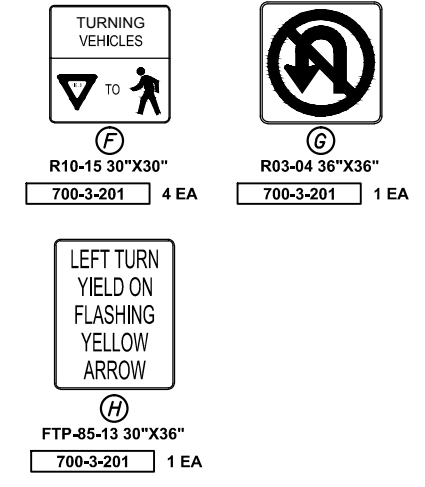 TURNING
VEHICLES
TO
F
R10-15 30"X30"
700-3-201 4 EA
G
R03-04 36"X36"
700-3-201 1 EA
LEFT TURN
YIELD ON
FLASHING
YELLOW
ARROW
H
FTP-85-13 30"X36"
700-3-201 1 EA